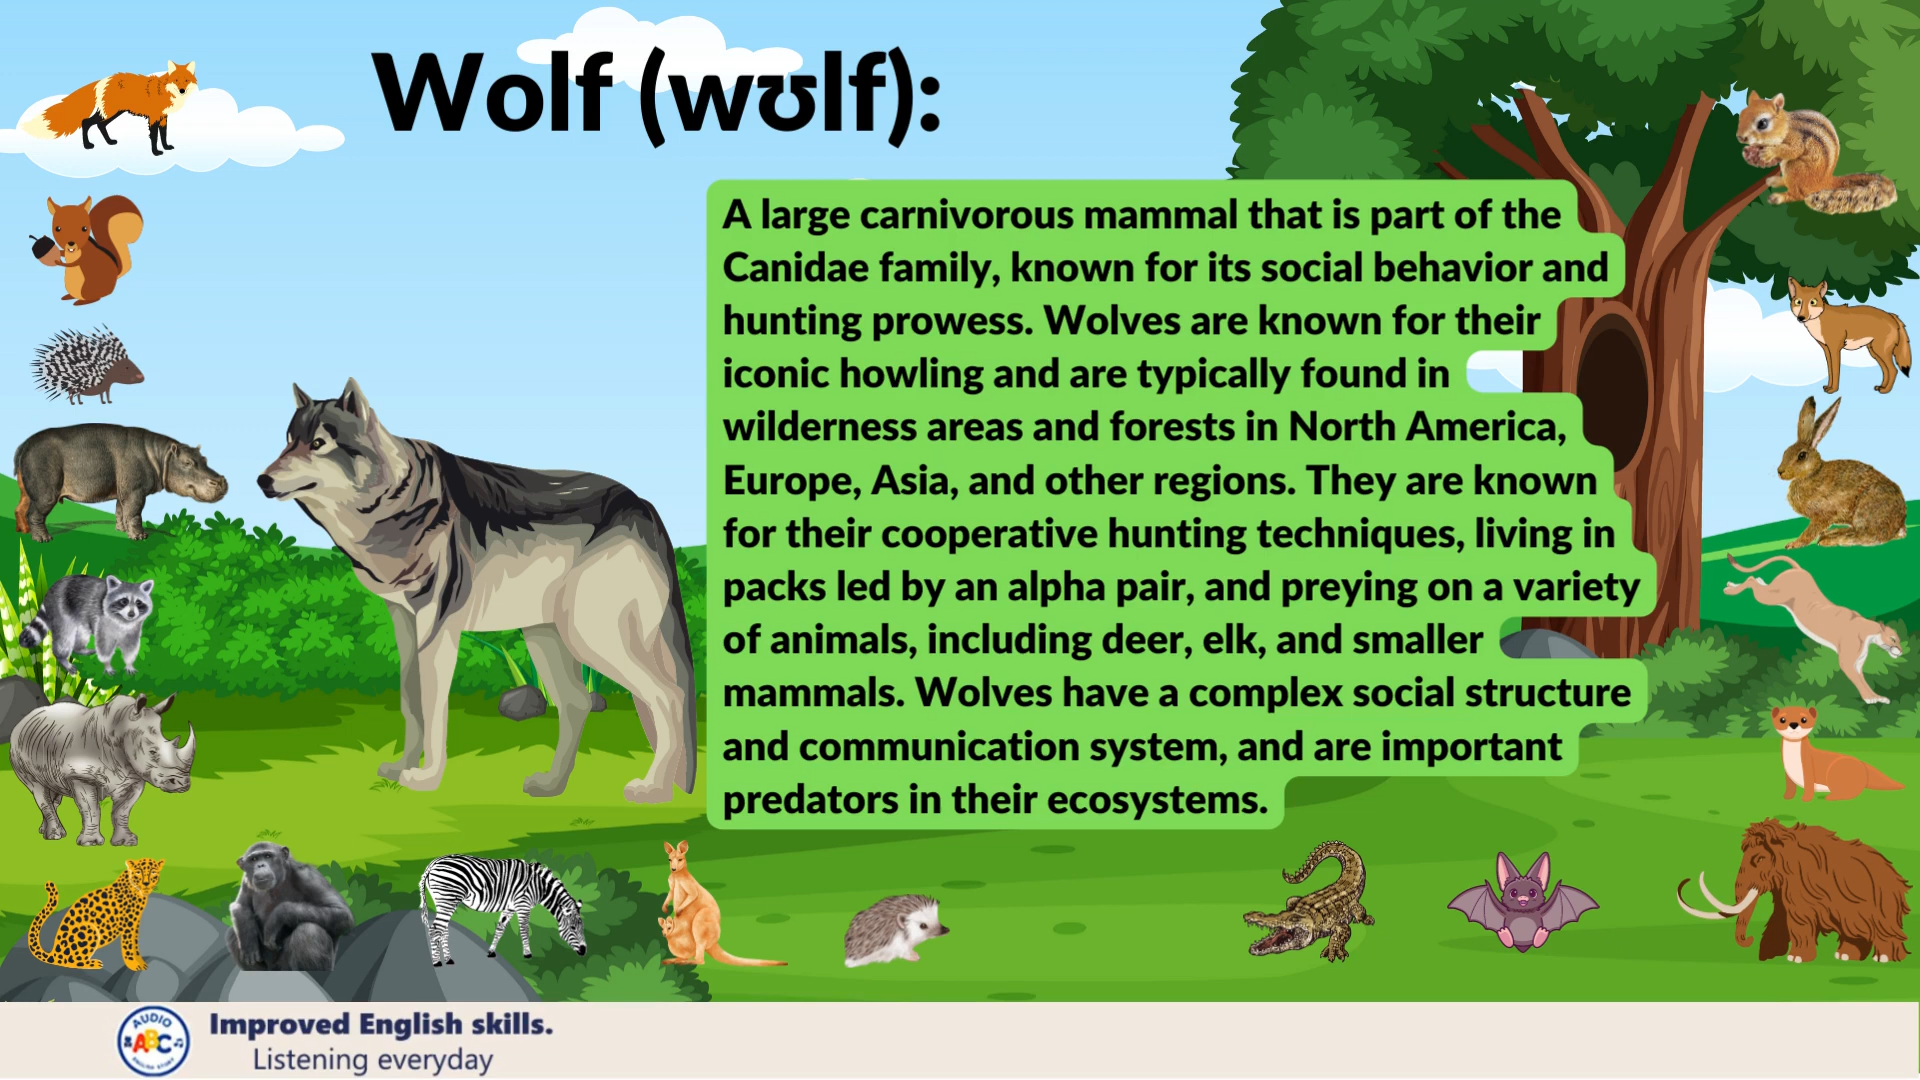 Wolf (wʊlf):
A large carnivorous mammal that is part of the
Canidae family, known for its social behavior and
hunting prowess. Wolves are known for their
iconic howling and are typically found in
wilderness areas and forests in North America,
Europe, Asia, and other regions. They are known
for their cooperative hunting techniques, living in
packs led by an alpha pair, and preying on a variety
of animals, including deer, elk, and smaller
mammals. Wolves have a complex social structure
and communication system, and are important
predators in their ecosystems.
AUDIO
ABC
ENGLISH STORY
Improved English skills.
Listening everyday